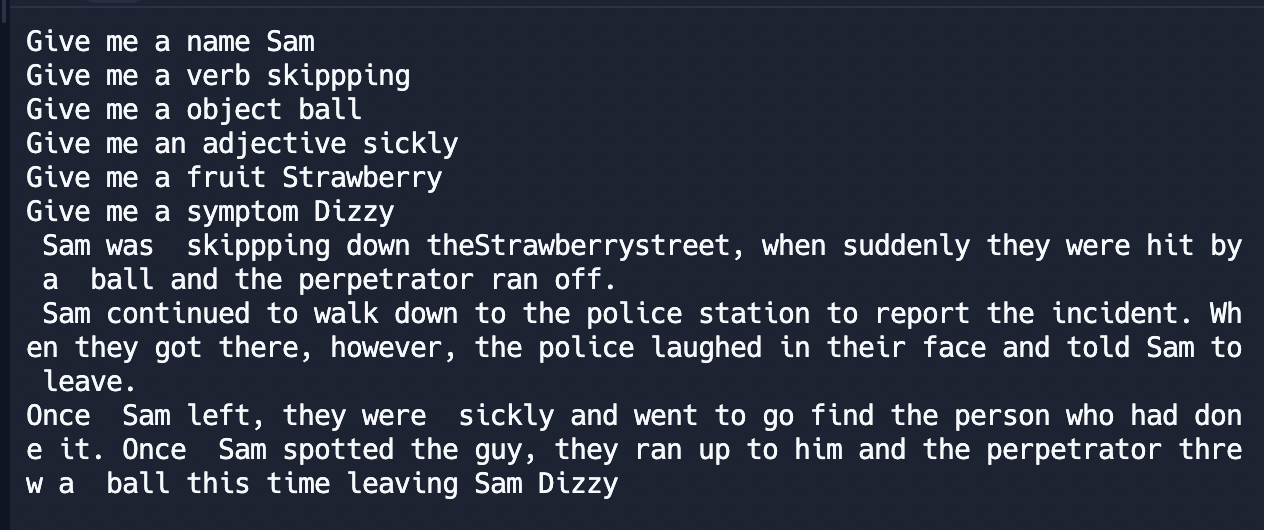 Give me a name Sam
Give me a verb skippping
Give me a object ball
Give me an adjective sickly
Give me a fruit Strawberry
Give me a symptom Dizzy
 Sam was  skippping down theStrawberrystreet, when suddenly they were hit by
 a  ball and the perpetrator ran off.
 Sam continued to walk down to the police station to report the incident. Wh
en they got there, however, the police laughed in their face and told Sam to
 leave.
Once  Sam left, they were  sickly and went to go find the person who had don
e it. Once  Sam spotted the guy, they ran up to him and the perpetrator thre
w a  ball this time leaving Sam Dizzy